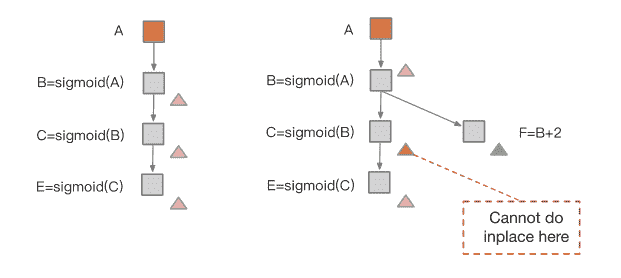 A
B=sigmoid(A)
C=sigmoid(B)
E=sigmoid(C)
A
B=sigmoid(A)
C=sigmoid(B)
F=B+2
E=sigmoid(C)
Cannot do
inplace here